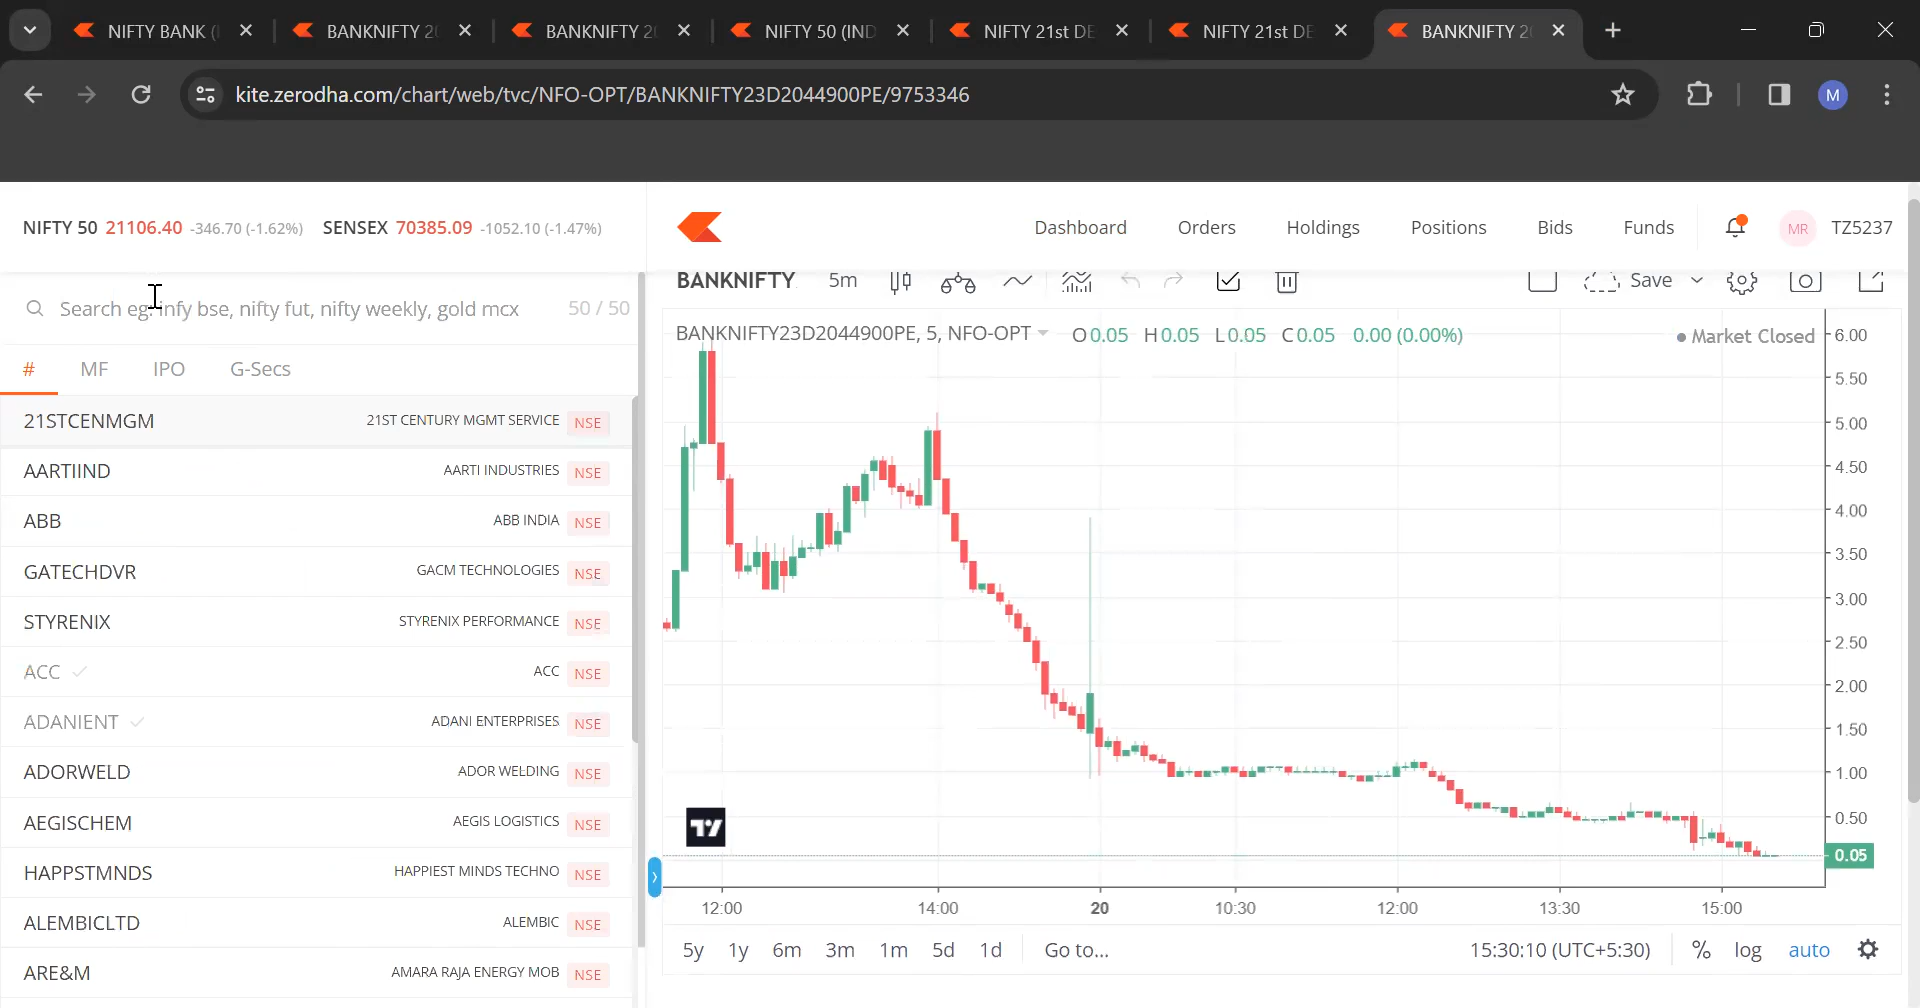 NIFTY BANK (
BANKNIFTY 2
BANKNIFTY 2
NIFTY 50 (IND
NIFTY 21st DE
NIFTY 21st DE
BANKNIFTY 2
kite.zerodha.com/chart/web/tvc/NFO-OPT/BANKNIFTY23D2044900PE/9753346
M
NIFTY 50 21106.40 -346.70 (-1.62%) SENSEX 70385.09 -1052.10 (-1.47%)
Dashboard Orders Holdings Positions Bids Funds MR TZ5237
Search eg: infy bse, nifty fut, nifty weekly, gold mcx 50 / 50
BANKNIFTY 5m Save
# MF IPO G-Secs
BANKNIFTY23D2044900PE, 5, NFO-OPT O0.05 H0.05 L0.05 C0.05 0.00 (0.00%)
Market Closed
21STCENMGM 21ST CENTURY MGMT SERVICE NSE
AARTIIND AARTI INDUSTRIES NSE
ABB ABB INDIA NSE
GATECHDVR GACM TECHNOLOGIES NSE
STYRENIX STYRENIX PERFORMANCE NSE
ACC ACC NSE
ADANIENT ADANI ENTERPRISES NSE
ADORWELD ADOR WELDING NSE
AEGISCHEM AEGIS LOGISTICS NSE
HAPPSTMNDS HAPPIEST MINDS TECHNO NSE
ALEMBICLTD ALEMBIC NSE
ARE&M AMARA RAJA ENERGY MOB NSE
6.00
5.50
5.00
4.50
4.00
3.50
3.00
2.50
2.00
1.50
1.00
0.50
0.05
12:00 14:00 20 10:30 12:00 13:30 15:00
5y 1y 6m 3m 1m 5d 1d Go to... 15:30:10 (UTC+5:30) % log auto